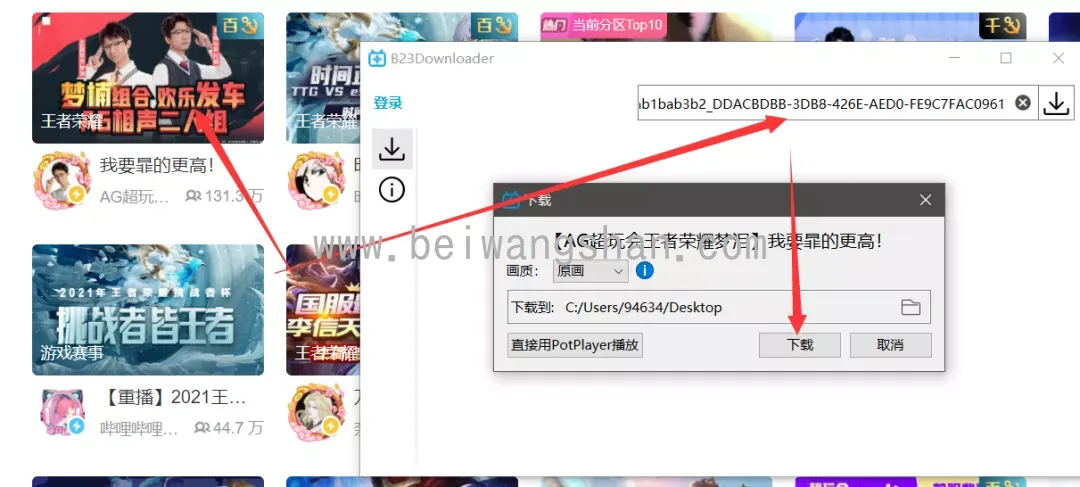 百
百
热门 当前分区Top10
千
B23Downloader
登录
b1bab3b2_DDACBDBB-3DB8-426E-AED0-FE9C7FAC0961
时间正
TTG VS eS
王者荣耀
梦楠组合,欢乐发车
AG相声二人组
王者荣耀
我要罪的更高!
AG超玩...
131.3 万
下载
【AG超玩会王者荣耀梦泪】我要罪的更高!
www.beiwangshan.com
画质:
原画
下载到: C:/Users/94634/Desktop
直接用PotPlayer播放
下载
取消
2021年王者荣耀挑战者杯
挑战者皆王者
游戏赛事
国服
李信天
王者荣耀
【重播】2021王...
哔哩哔哩...
44.7 万